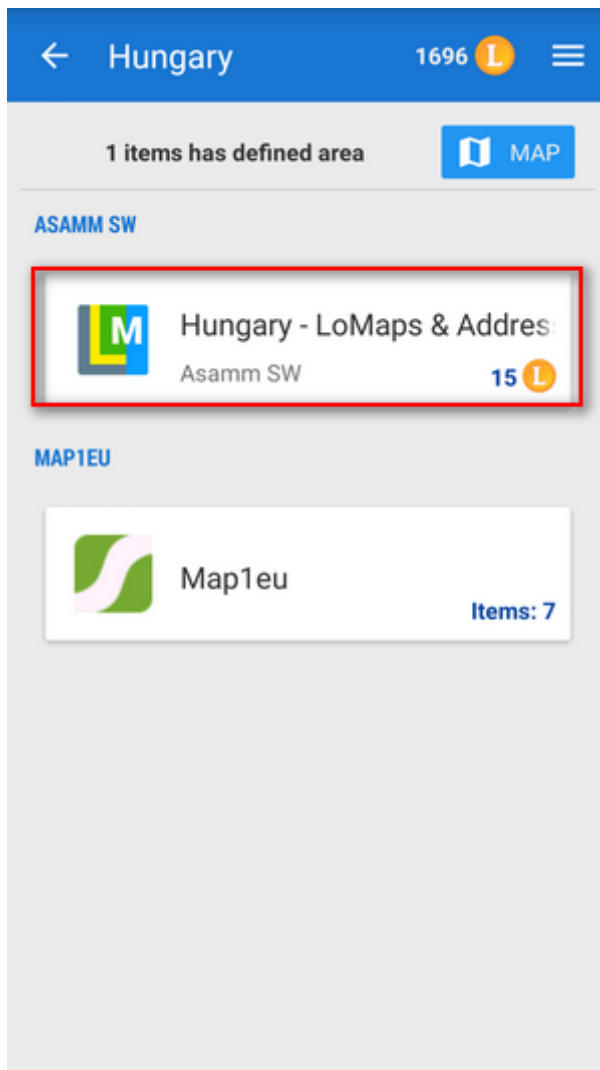 Hungary
1696 L
1 items has defined area
MAP
ASAMM SW
LM
Hungary - LoMaps & Addres
Asamm SW
15 L
MAP1EU
Map1eu
Items: 7